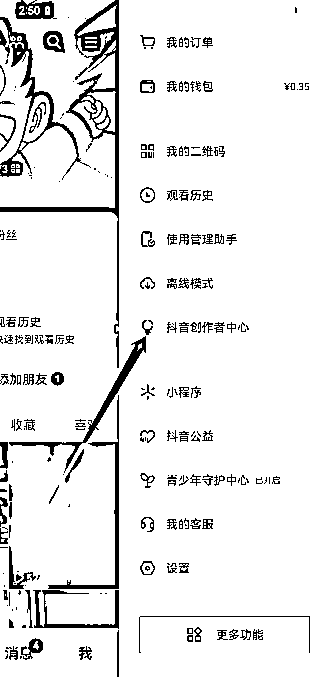 2:50
粉丝
观看历史
快速找到观看历史
添加朋友 1
收藏 喜欢
消息 4 我
我的订单
我的钱包 ¥0.35
我的二维码
观看历史
使用管理助手
离线模式
抖音创作者中心
小程序
抖音公益
青少年守护中心 已开启
我的客服
设置
更多功能